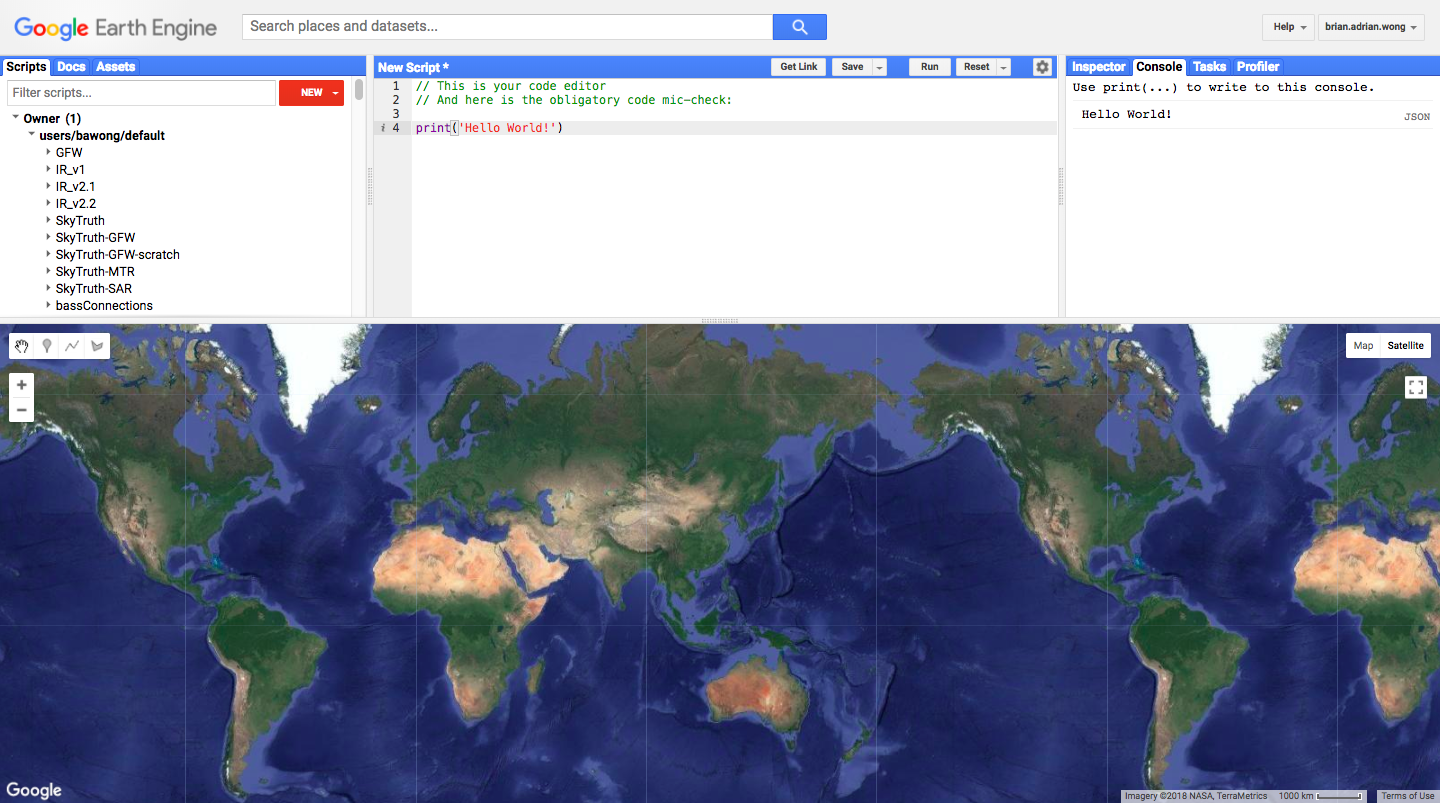 Google Earth Engine
Search places and datasets...
Help
brian.adrian.wong
Scripts Docs Assets
Filter scripts...
NEW
Owner (1)
users/bawong/default
GFW
IR_v1
IR_v2.1
IR_v2.2
SkyTruth
SkyTruth-GFW
SkyTruth-GFW-scratch
SkyTruth-MTR
SkyTruth-SAR
bassConnections
New Script *
Get Link Save Run Reset
1 // This is your code editor
2 // And here is the obligatory code mic-check:
3
i 4 print('Hello World!')
Inspector Console Tasks Profiler
Use print(...) to write to this console.
Hello World!
JSON
+
−
Map Satellite
Google
Imagery ©2018 NASA, TerraMetrics 1000 km Terms of Use